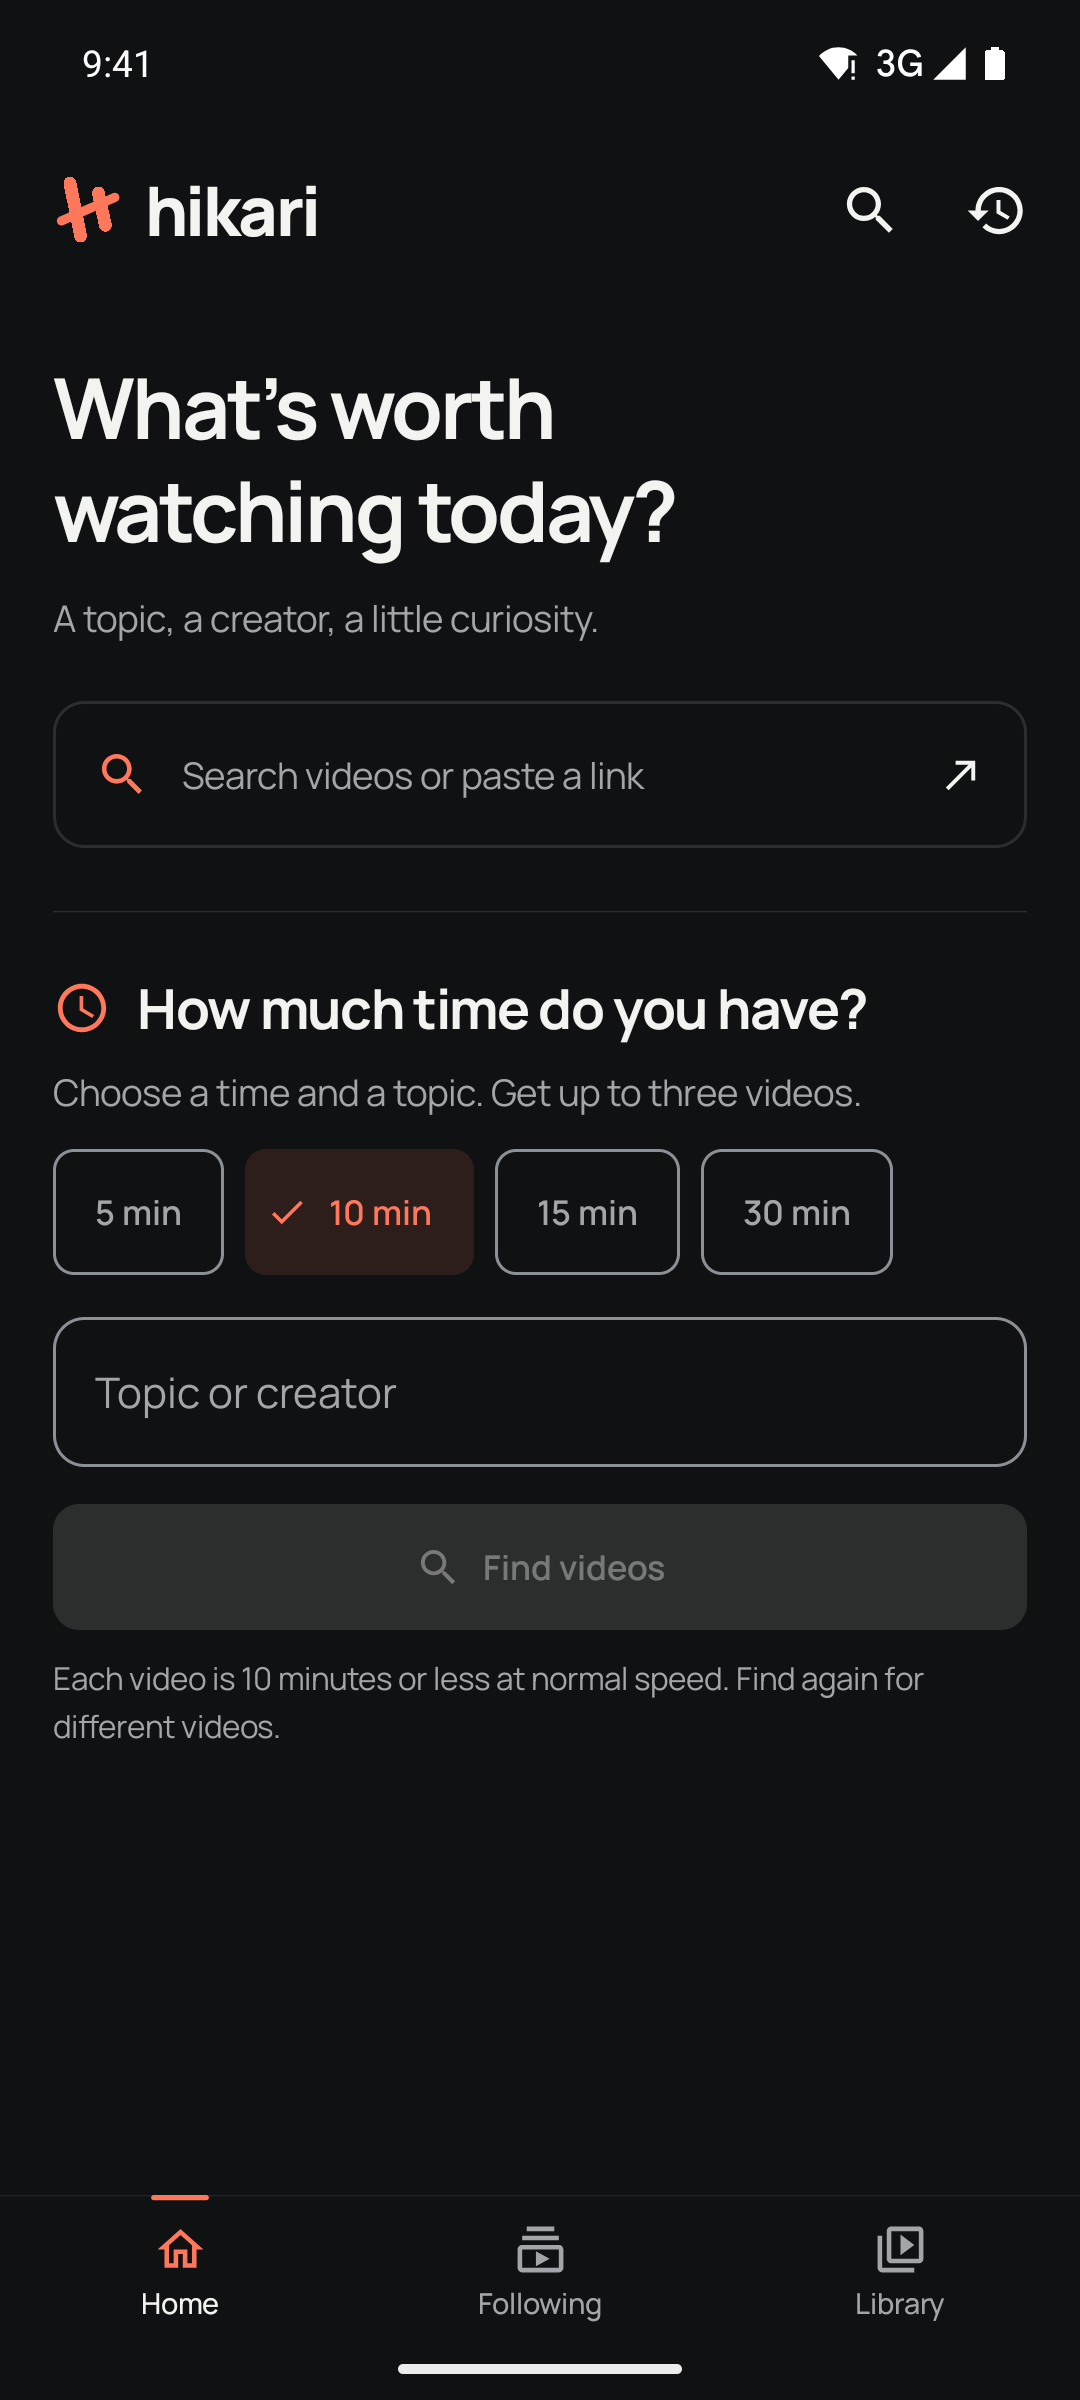 9:41
3G
hikari
What's worth
watching today?
A topic, a creator, a little curiosity.
Search videos or paste a link
How much time do you have?
Choose a time and a topic. Get up to three videos.
5 min
10 min
15 min
30 min
Topic or creator
Find videos
Each video is 10 minutes or less at normal speed. Find again for
different videos.
Home
Following
Library